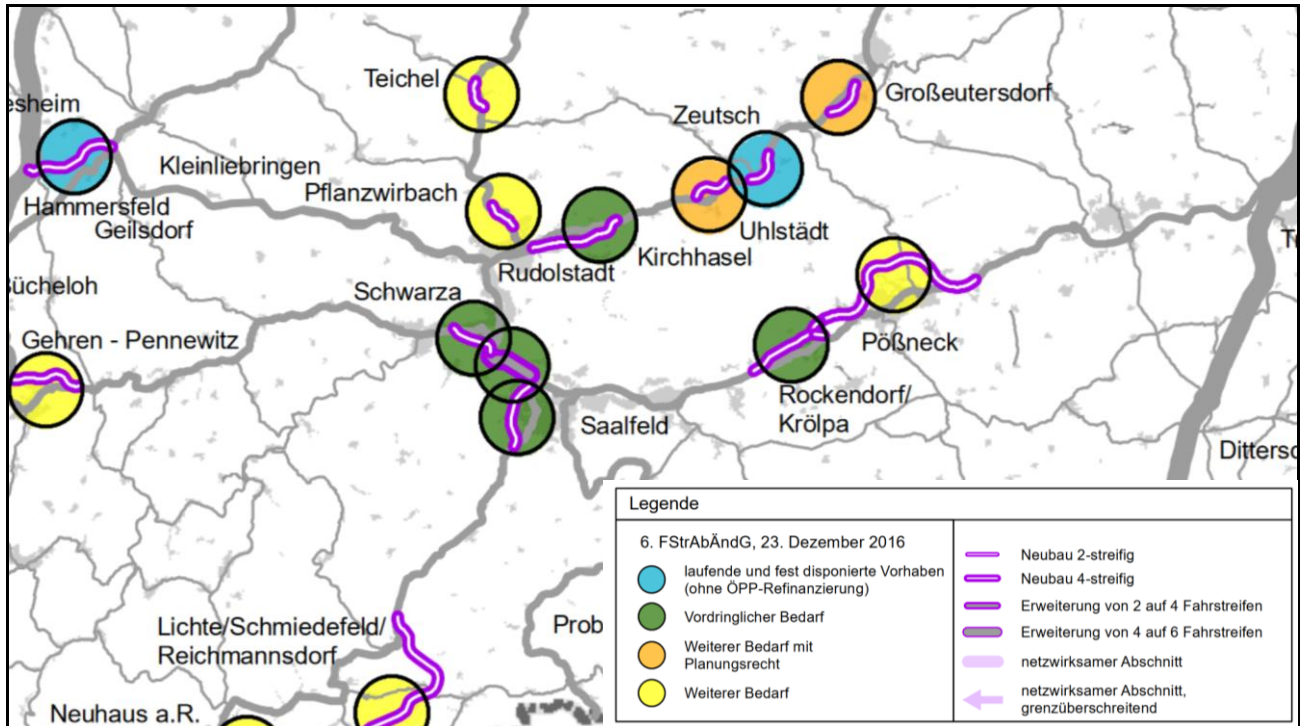 Teichel
Großeutersdorf
Zeutsch
esheim
Kleinliebringen
Pflanzwirbach
Hammersfeld
Geilsdorf
Uhlstädt
Kirchhasel
Rudolstadt
Schwarza
Bücheloh
Gehren - Pennewitz
Pößneck
Rockendorf/
Krölpa
Saalfeld
Dittersc
Lichte/Schmiedefeld/
Reichmannsdorf
Prob
Neuhaus a.R.
Legende
6. FStrAbÄndG, 23. Dezember 2016
laufende und fest disponierte Vorhaben
(ohne ÖPP-Refinanzierung)
Vordringlicher Bedarf
Weiterer Bedarf mit
Planungsrecht
Weiterer Bedarf
Neubau 2-streifig
Neubau 4-streifig
Erweiterung von 2 auf 4 Fahrstreifen
Erweiterung von 4 auf 6 Fahrstreifen
netzwirksamer Abschnitt
netzwirksamer Abschnitt,
grenzüberschreitend